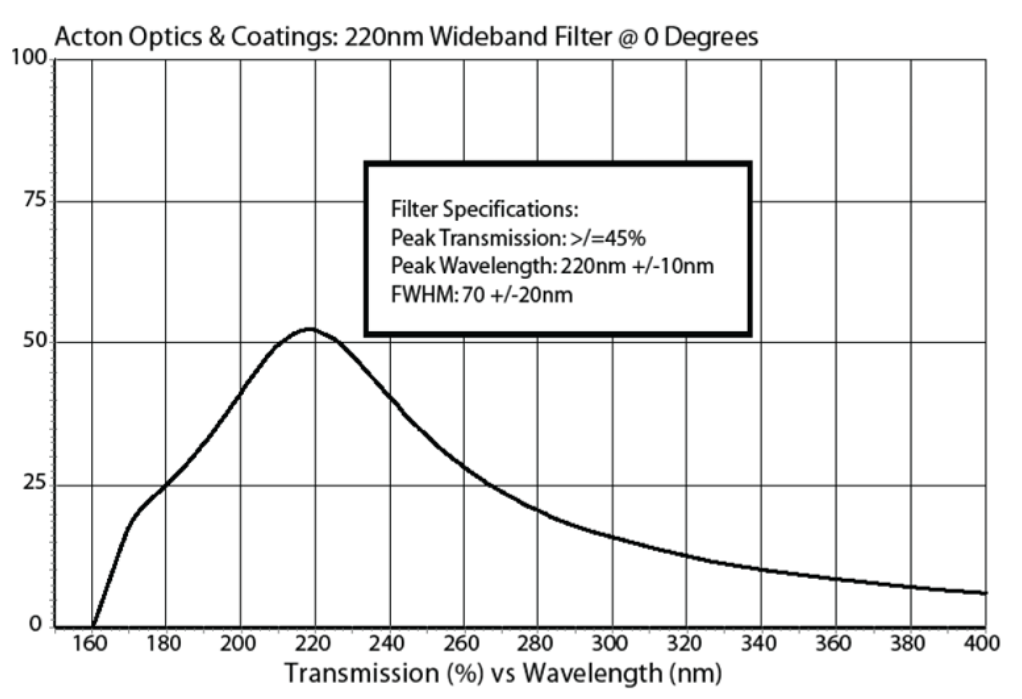 Acton Optics & Coatings: 220nm Wideband Filter @ 0 Degrees
100
75
50
25
0
Filter Specifications:
Peak Transmission: >/=45%
Peak Wavelength: 220nm +/-10nm
FWHM: 70 +/-20nm
160 180 200 220 240 260 280 300 320 340 360 380 400
Transmission (%) vs Wavelength (nm)